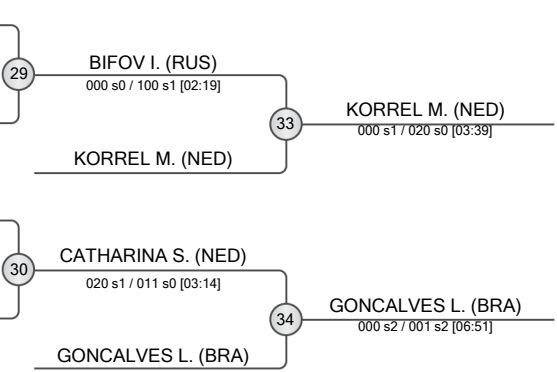 29
BIFOV I. (RUS)
000 s0 / 100 s1 [02:19]
33
KORREL M. (NED)
000 s1 / 020 s0 [03:39]
KORREL M. (NED)
30
CATHARINA S. (NED)
020 s1 / 011 s0 [03:14]
34
GONCALVES L. (BRA)
000 s2 / 001 s2 [06:51]
GONCALVES L. (BRA)